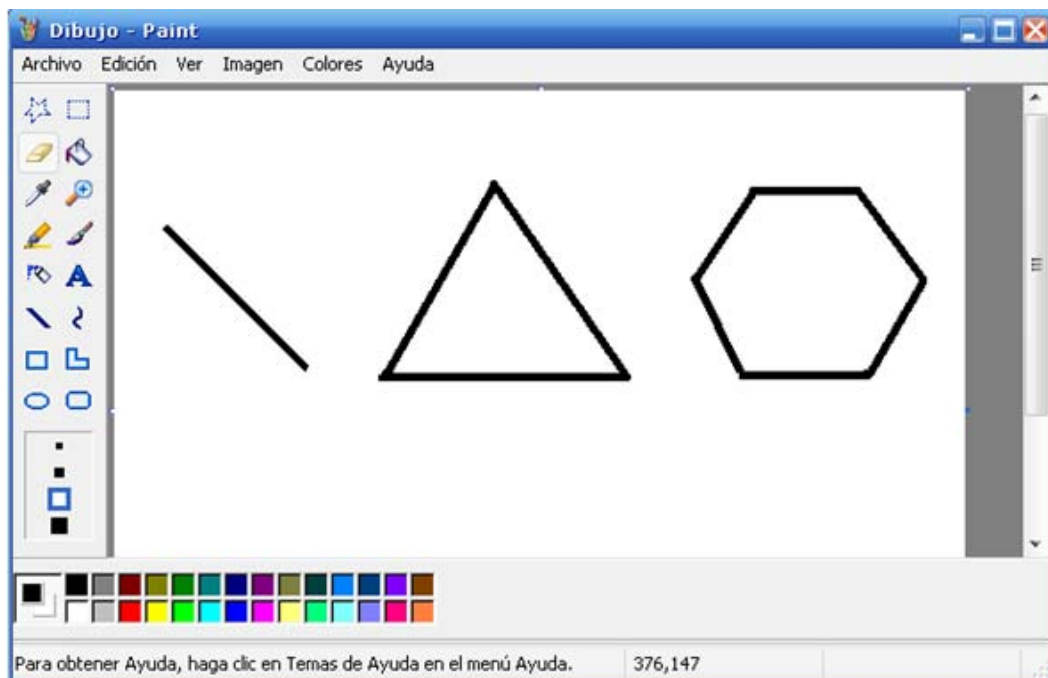 Dibujo - Paint
Archivo Edición Ver Imagen Colores Ayuda
A
Para obtener Ayuda, haga clic en Temas de Ayuda en el menú Ayuda. 376,147